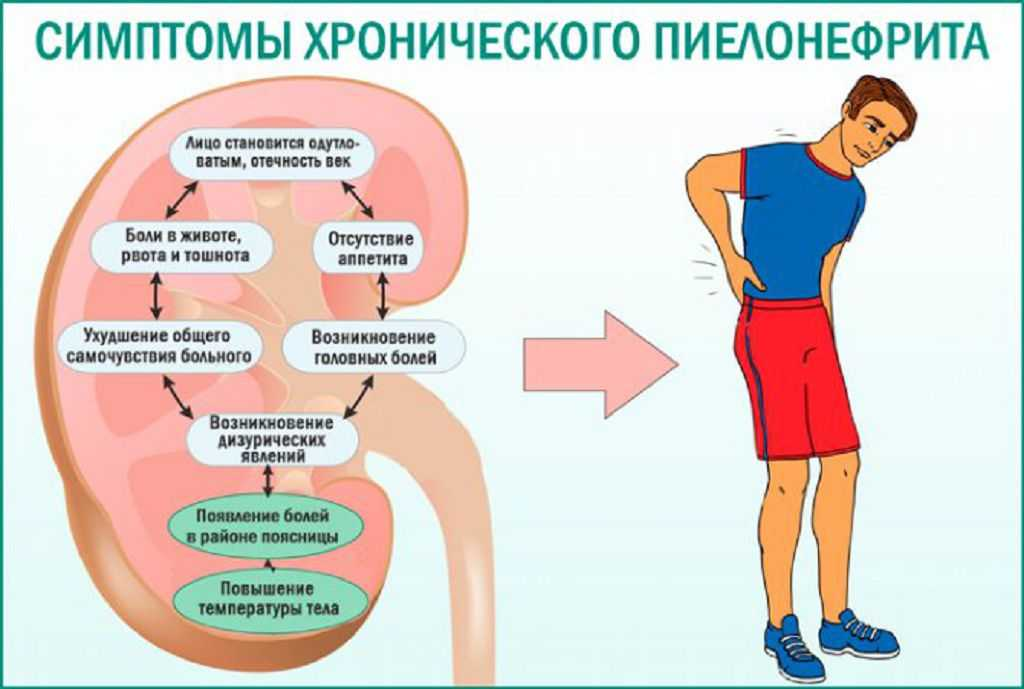 СИМПТОМЫ ХРОНИЧЕСКОГО ПИЕЛОНЕФРИТА
Лицо становится одутло-
ватым, отечность век
Боли в животе,
рвота и тошнота
Отсутствие
аппетита
Ухудшение общего
самочувствия больного
Возникновение
головных болей
Возникновение
дизурических
явлений
Появление болей
в районе поясницы
Повышение
температуры тела